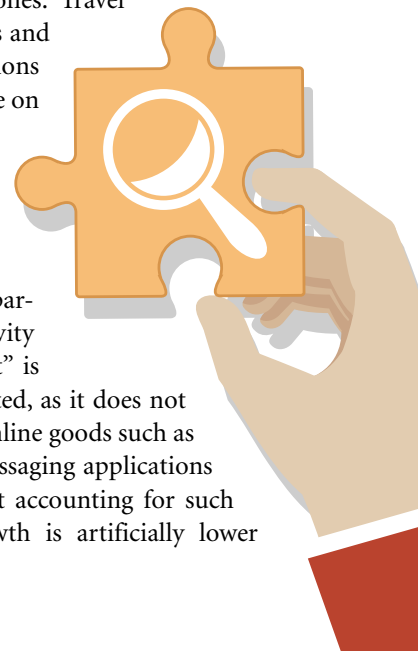 ones. Travel
s and
ions
e on
par-
vity
t” is
ted, as it does not
nline goods such as
ssaging applications
t accounting for such
wth is artificially lower